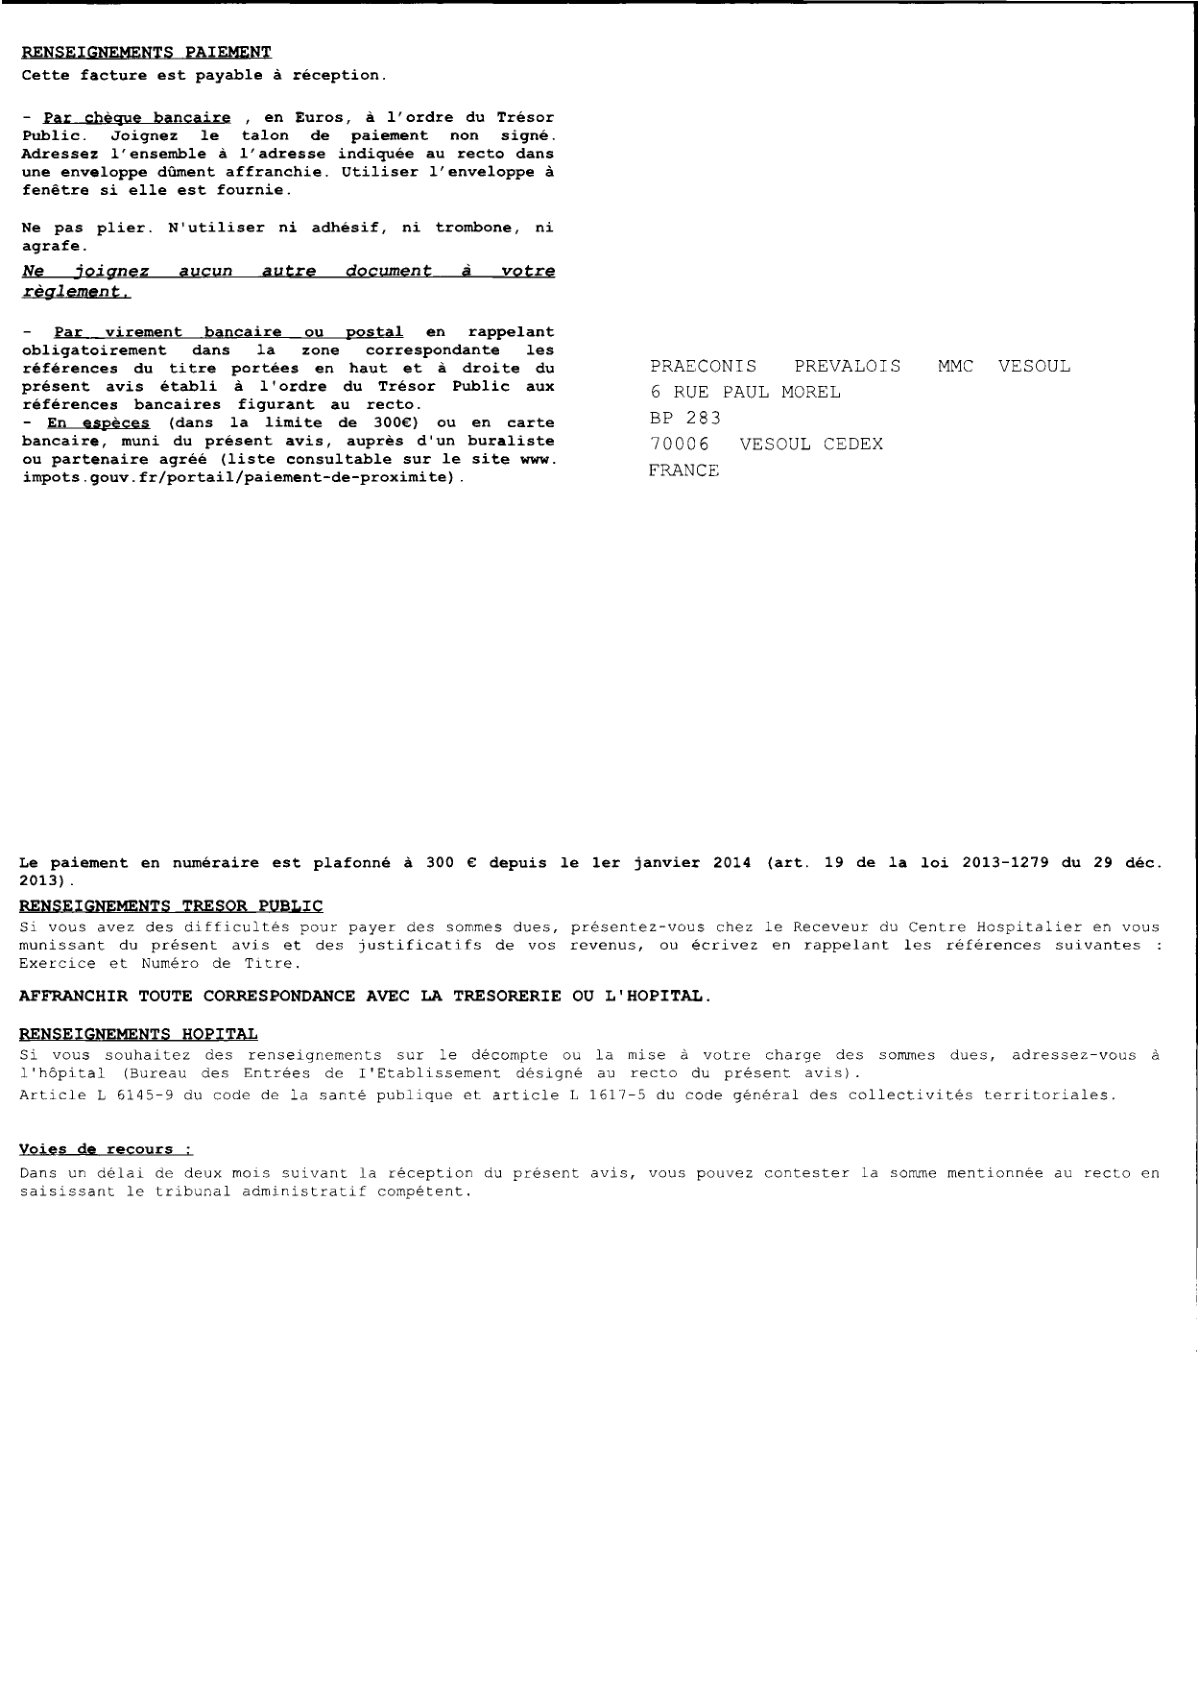 RENSEIGNEMENTS PAIEMENT
Cette facture est payable à réception.
- Par chèque bancaire , en Euros, à l'ordre du Trésor
Public. Joignez le talon de paiement non signé.
Adressez l'ensemble à l'adresse indiquée au recto dans
une enveloppe dûment affranchie. Utiliser l'enveloppe à
fenêtre si elle est fournie.
Ne pas plier. N'utiliser ni adhésif, ni trombone, ni
agrafe.
Ne joignez aucun autre document à votre
règlement.
- Par virement bancaire ou postal en rappelant
obligatoirement dans la zone correspondante les
références du titre portées en haut et à droite du
présent avis établi à l'ordre du Trésor Public aux
références bancaires figurant au recto.
- En espèces (dans la limite de 300€) ou en carte
bancaire, muni du présent avis, auprès d'un buraliste
ou partenaire agréé (liste consultable sur le site www.
impots.gouv.fr/portail/paiement-de-proximite).
PRAECONIS PREVALOIS MMC VESOUL
6 RUE PAUL MOREL
BP 283
70006 VESOUL CEDEX
FRANCE
Le paiement en numéraire est plafonné à 300 € depuis le 1er janvier 2014 (art. 19 de la loi 2013-1279 du 29 déc.
2013).
RENSEIGNEMENTS TRESOR PUBLIC
Si vous avez des difficultés pour payer des sommes dues, présentez-vous chez le Receveur du Centre Hospitalier en vous
munissant du présent avis et des justificatifs de vos revenus, ou écrivez en rappelant les références suivantes :
Exercice et Numéro de Titre.
AFFRANCHIR TOUTE CORRESPONDANCE AVEC LA TRESORERIE OU L'HOPITAL.
RENSEIGNEMENTS HOPITAL
Si vous souhaitez des renseignements sur le décompte ou la mise à votre charge des sommes dues, adressez-vous à
l'hôpital (Bureau des Entrées de I'Etablissement désigné au recto du présent avis).
Article L 6145-9 du code de la santé publique et article L 1617-5 du code général des collectivités territoriales.
Voies de recours :
Dans un délai de deux mois suivant la réception du présent avis, vous pouvez contester la somme mentionnée au recto en
saisissant le tribunal administratif compétent.